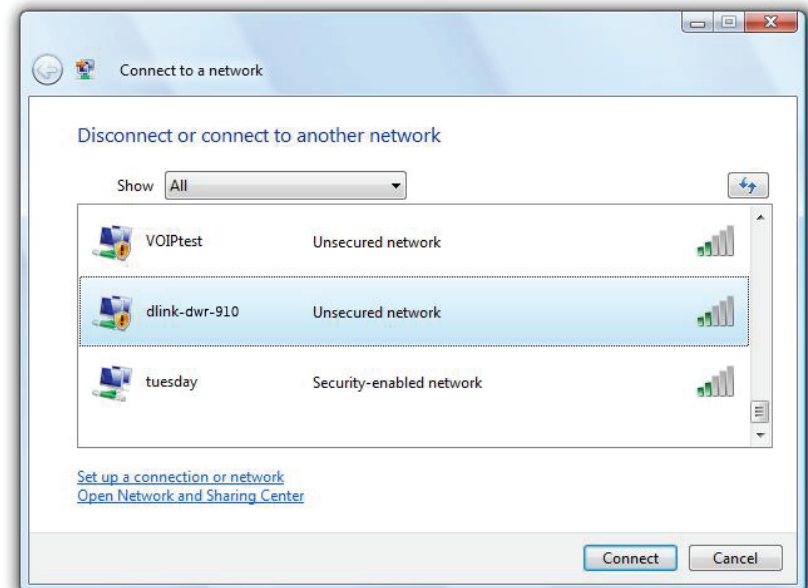 Connect to a network
Disconnect or connect to another network
Show All
VOIPtest Unsecured network
dlink-dwr-910 Unsecured network
tuesday Security-enabled network
Set up a connection or network
Open Network and Sharing Center
Connect Cancel